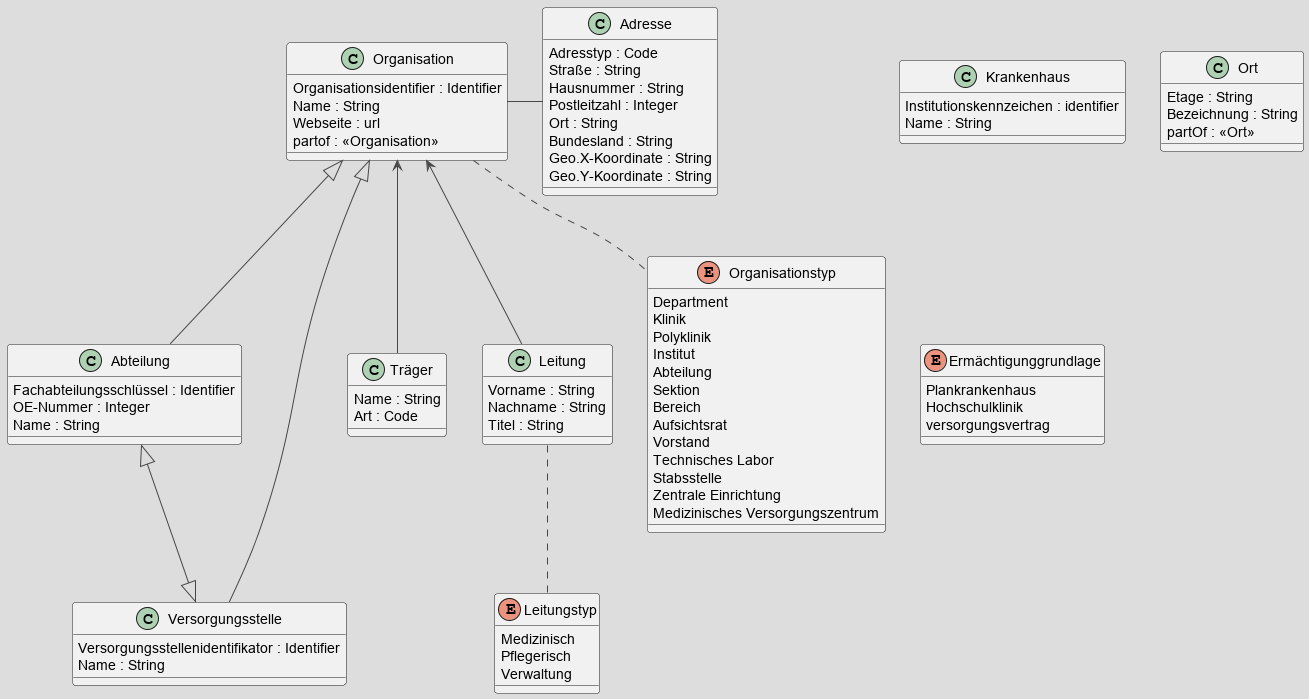 C Organisation
Organisationsidentifier : Identifier
Name : String
Webseite : url
partof : «Organisation»
C Adresse
Adresstyp : Code
Straße : String
Hausnummer : String
Postleitzahl : Integer
Ort : String
Bundesland : String
Geo.X-Koordinate : String
Geo.Y-Koordinate : String
C Krankenhaus
Institutionskennzeichen : identifier
Name : String
C Ort
Etage : String
Bezeichnung : String
partOf : «Ort»
C Abteilung
Fachabteilungsschlüssel : Identifier
OE-Nummer : Integer
Name : String
C Träger
Name : String
Art : Code
C Leitung
Vorname : String
Nachname : String
Titel : String
E Organisationstyp
Department
Klinik
Polyklinik
Institut
Abteilung
Sektion
Bereich
Aufsichtsrat
Vorstand
Technisches Labor
Stabsstelle
Zentrale Einrichtung
Medizinisches Versorgungszentrum
E Ermächtigunggrundlage
Plankrankenhaus
Hochschulklinik
versorgungsvertrag
C Versorgungsstelle
Versorgungsstellenidentifikator : Identifier
Name : String
E Leitungstyp
Medizinisch
Pflegerisch
Verwaltung